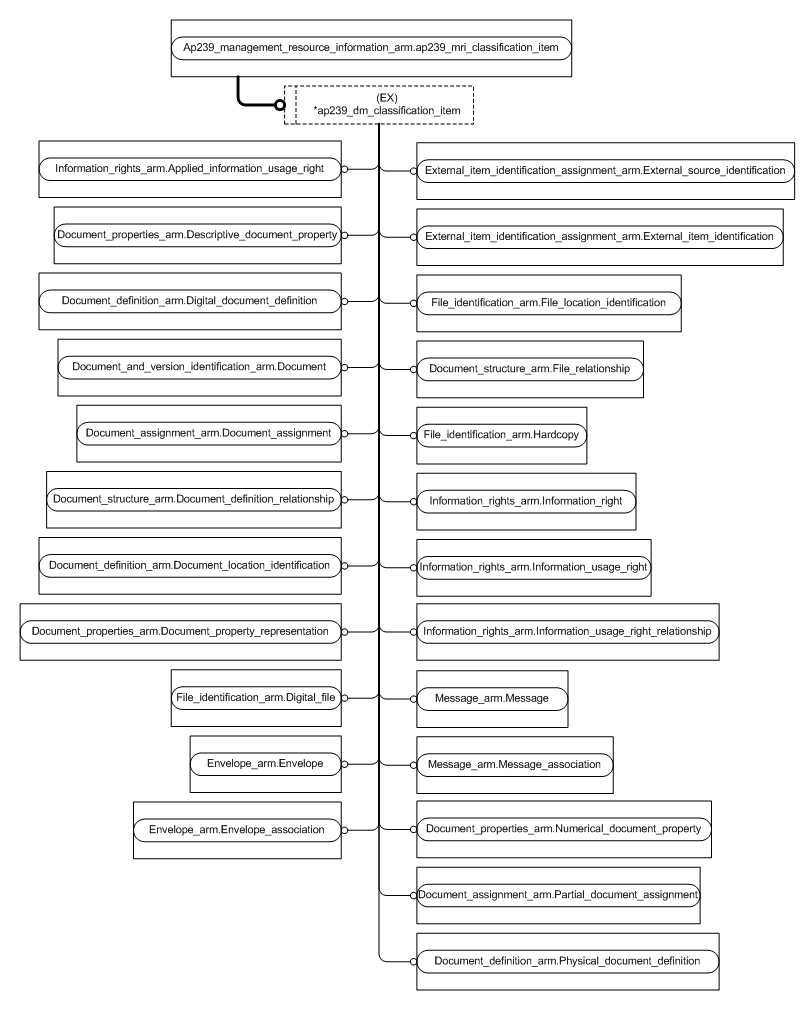 Ap239_management_resource_information_arm.ap239_mri_classification_item
(EX)
*ap239_dm_classification_item
Information_rights_arm.Applied_information_usage_right
External_item_identification_assignment_arm.External_source_identification
Document_properties_arm.Descriptive_document_property
External_item_identification_assignment_arm.External_item_identification
Document_definition_arm.Digital_document_definition
File_identification_arm.File_location_identification
Document_and_version_identification_arm.Document
Document_structure_arm.File_relationship
Document_assignment_arm.Document_assignment
File_identification_arm.Hardcopy
Document_structure_arm.Document_definition_relationship
Information_rights_arm.Information_right
Document_definition_arm.Document_location_identification
Information_rights_arm.Information_usage_right
Document_properties_arm.Document_property_representation
Information_rights_arm.Information_usage_right_relationship
File_identification_arm.Digital_file
Message_arm.Message
Envelope_arm.Envelope
Message_arm.Message_association
Envelope_arm.Envelope_association
Document_properties_arm.Numerical_document_property
Document_assignment_arm.Partial_document_assignment
Document_definition_arm.Physical_document_definition